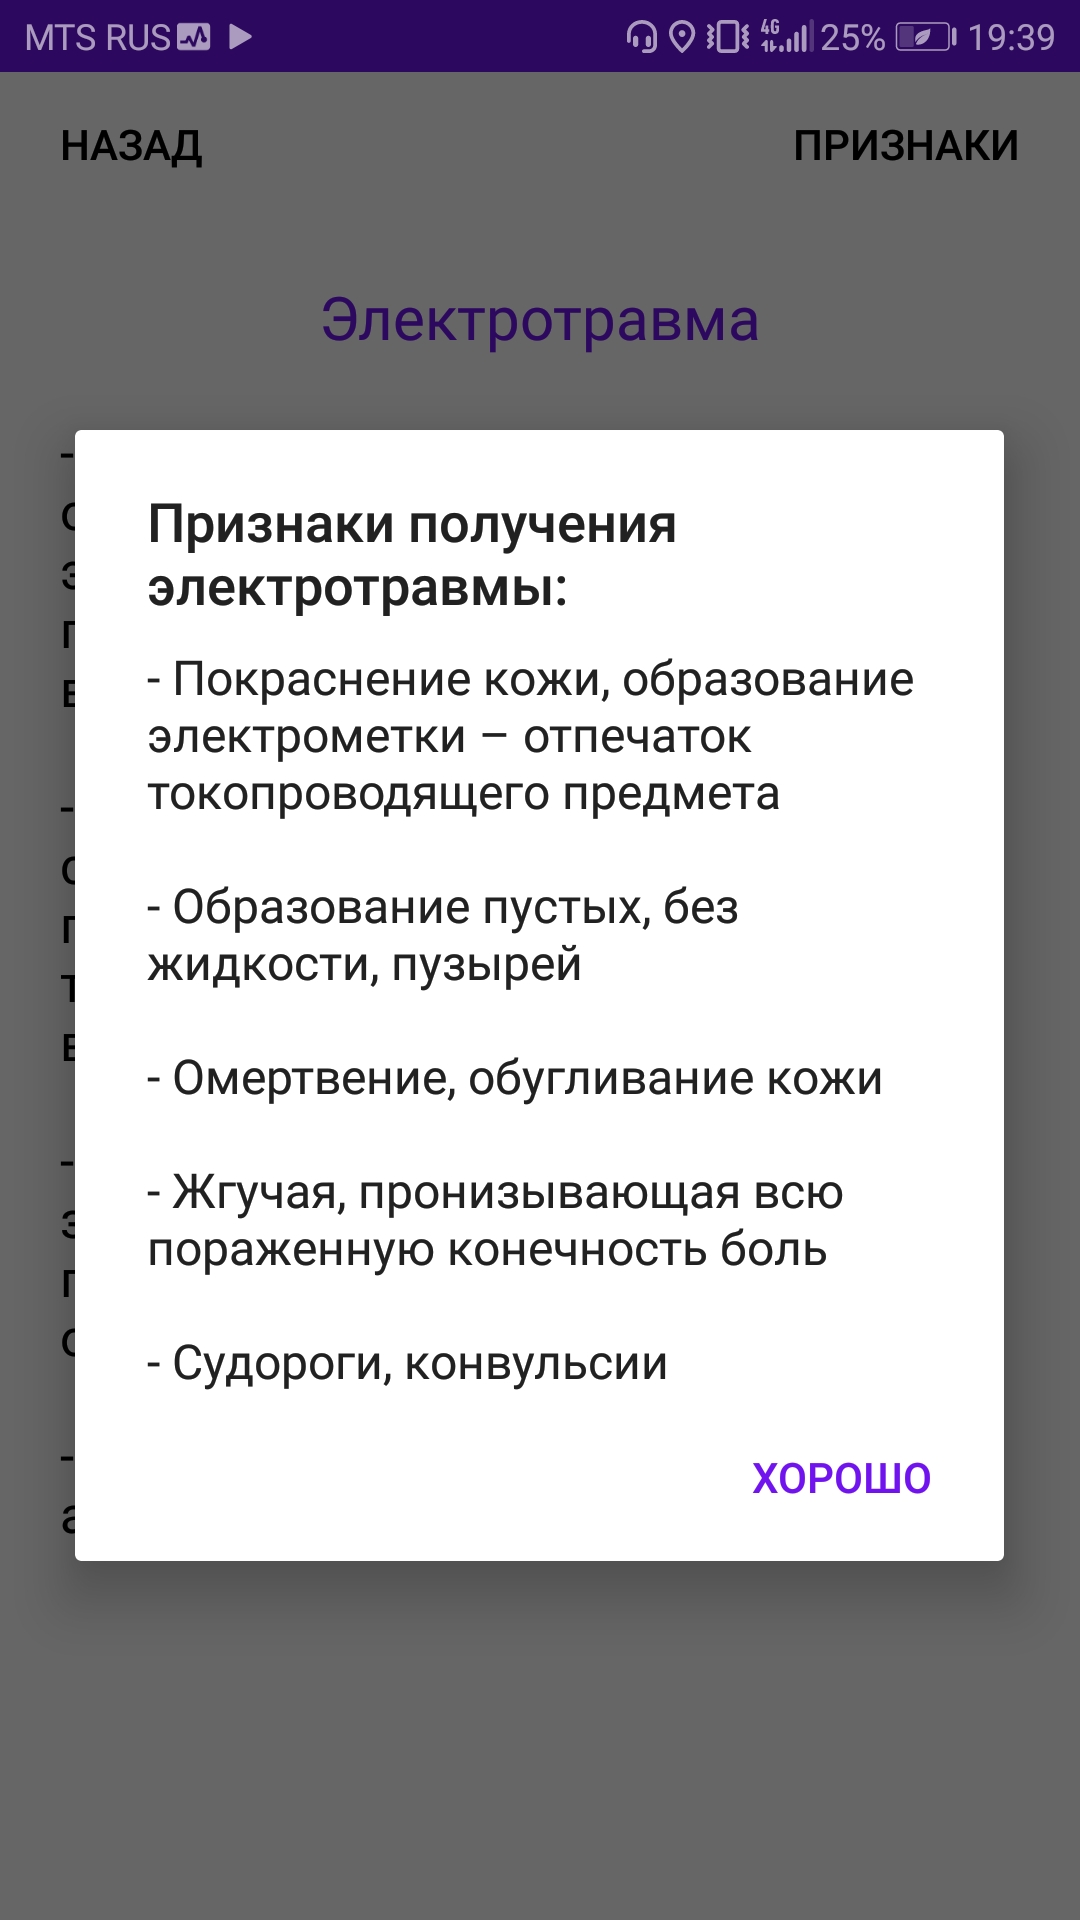 MTS RUS 4G 25% 19:39
НАЗАД ПРИЗНАКИ
Электротравма
Признаки получения
электротравмы:
- Покраснение кожи, образование
электрометки – отпечаток
токопроводящего предмета
- Образование пустых, без
жидкости, пузырей
- Омертвение, обугливание кожи
- Жгучая, пронизывающая всю
пораженную конечность боль
- Судороги, конвульсии
ХОРОШО